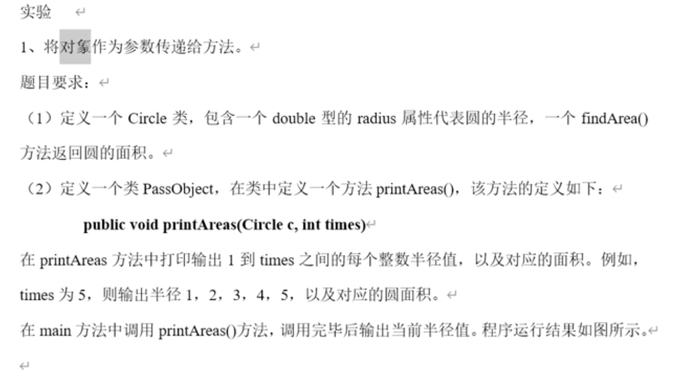 实验
1、将对象作为参数传递给方法。
题目要求：
（1）定义一个 Circle 类，包含一个 double 型的 radius 属性代表圆的半径，一个 findArea()
方法返回圆的面积。
（2）定义一个类 PassObject，在类中定义一个方法 printAreas()，该方法的定义如下：
public void printAreas(Circle c, int times)
在 printAreas 方法中打印输出 1 到 times 之间的每个整数半径值，以及对应的面积。例如，
times 为 5，则输出半径 1，2，3，4，5，以及对应的圆面积。
在 main 方法中调用 printAreas()方法，调用完毕后输出当前半径值。程序运行结果如图所示。